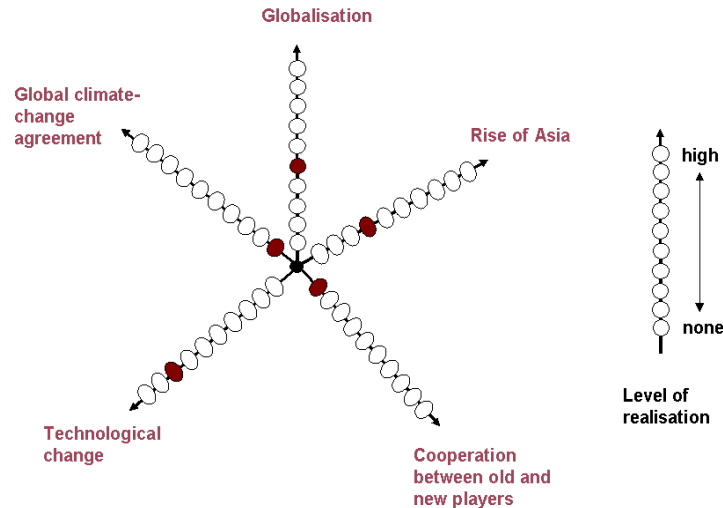 Globalisation
Global climate-
change
agreement
Rise of Asia
high
none
Level of
realisation
Technological
change
Cooperation
between old and
new players